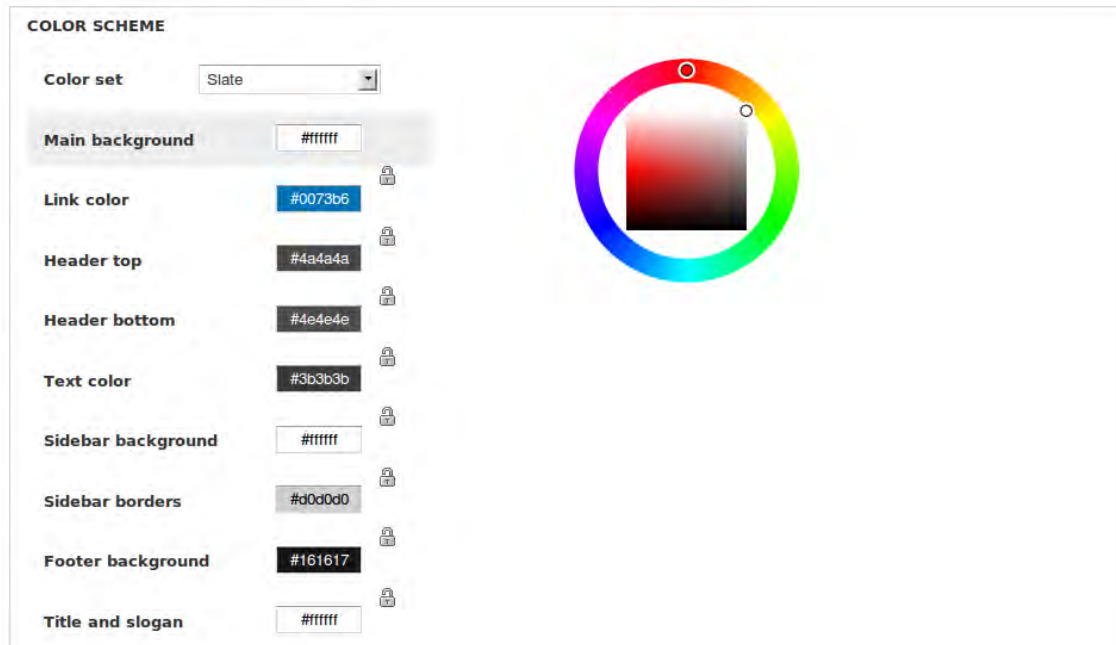 COLOR SCHEME
Color set Slate
Main background #ffffff
Link color #0073b6
Header top #4a4a4a
Header bottom #4e4e4e
Text color #3b3b3b
Sidebar background #ffffff
Sidebar borders #d0d0d0
Footer background #161617
Title and slogan #ffffff